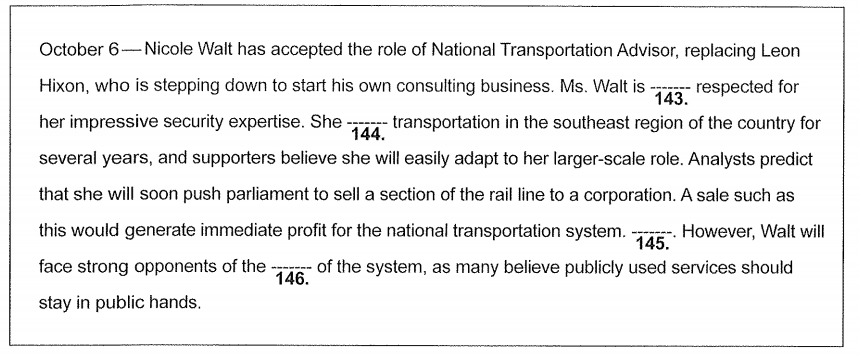 October 6—Nicole Walt has accepted the role of National Transportation Advisor, replacing Leon
Hixon, who is stepping down to start his own consulting business. Ms. Walt is ------- respected for
143.
her impressive security expertise. She ------- transportation in the southeast region of the country for
144.
several years, and supporters believe she will easily adapt to her larger-scale role. Analysts predict
that she will soon push parliament to sell a section of the rail line to a corporation. A sale such as
this would generate immediate profit for the national transportation system. -------. However, Walt will
145.
face strong opponents of the ------- of the system, as many believe publicly used services should
146.
stay in public hands.